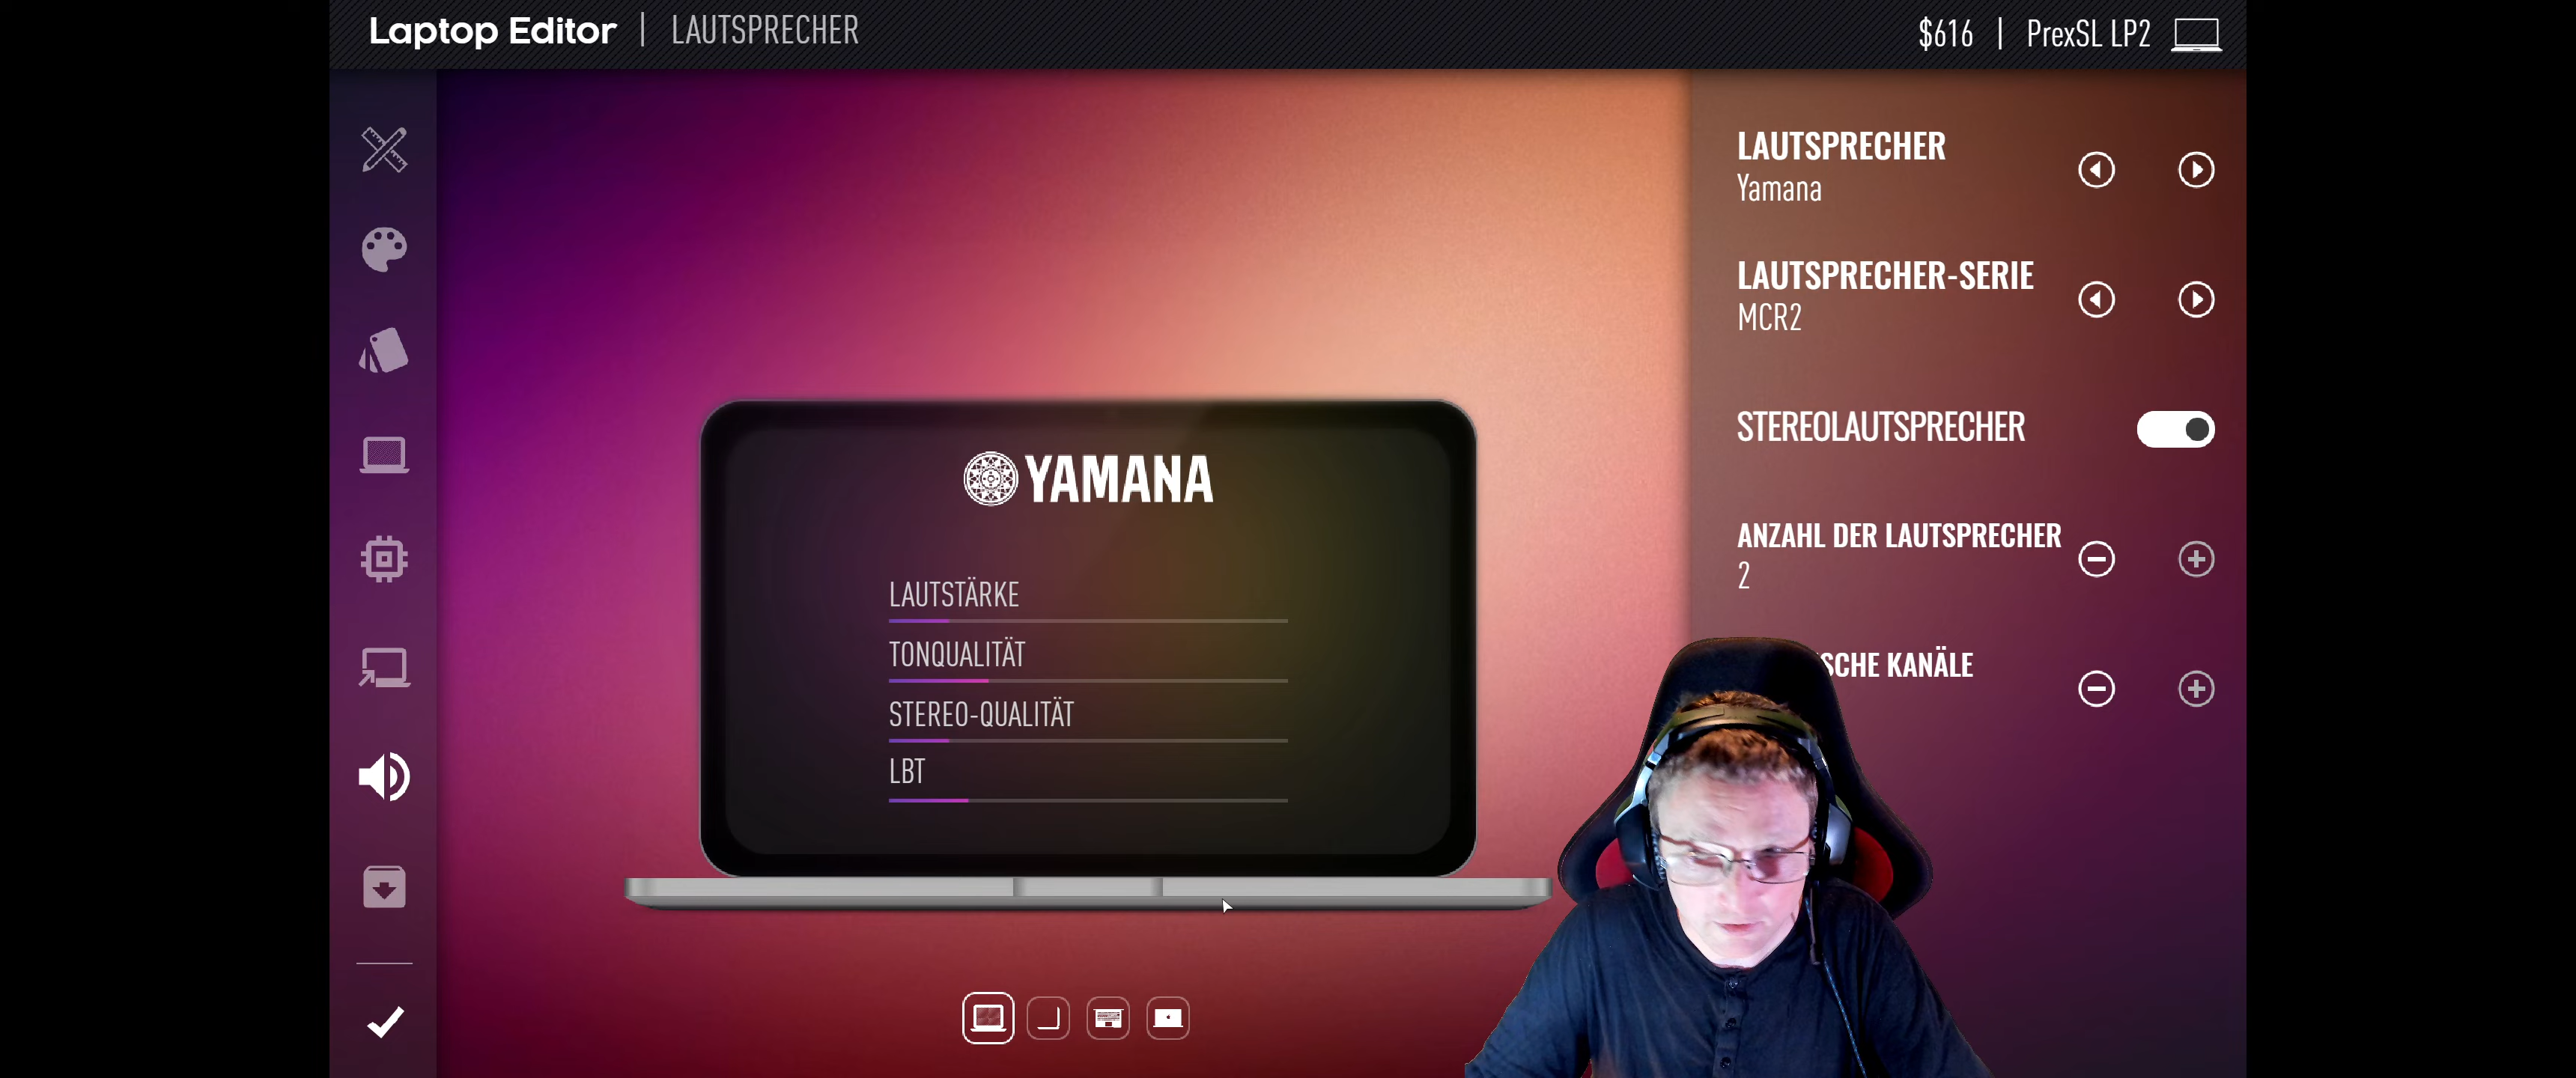 Laptop Editor | LAUTSPRECHER
$616 | PrexSL LP2
YAMANA
LAUTSTÄRKE
TONQUALITÄT
STEREO-QUALITÄT
LBT
LAUTSPRECHER
Yamana
LAUTSPRECHER-SERIE
MCR2
STEREOLAUTSPRECHER
ANZAHL DER LAUTSPRECHER
2
KANÄLE